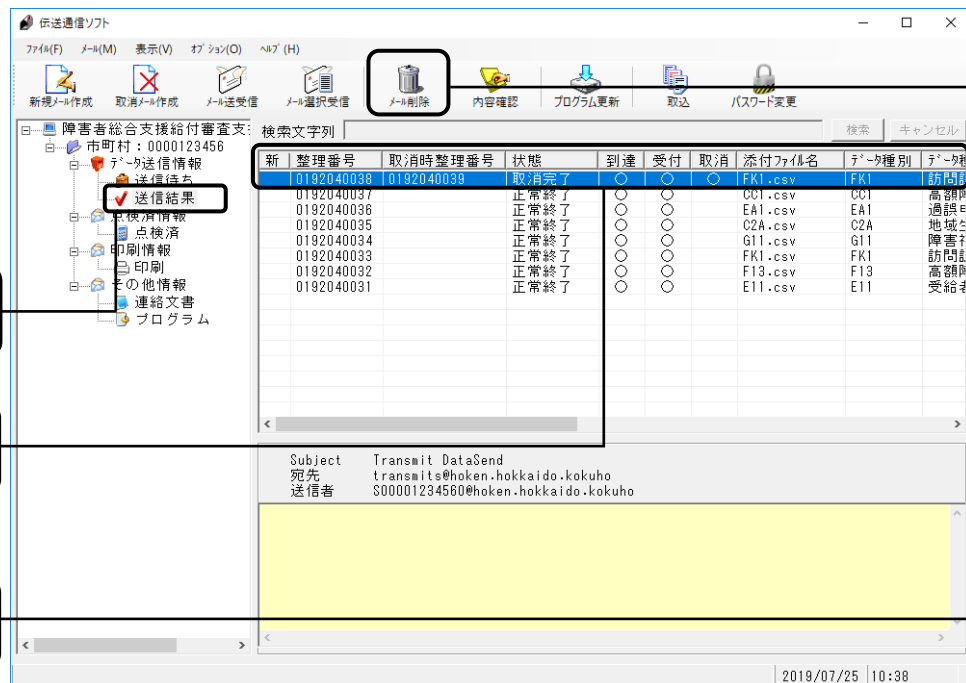 伝送通信ソフト
ﾌｧｲﾙ(F) ﾒｰﾙ(M) 表示(V) ｵﾌﾟｼｮﾝ(O) ﾍﾙﾌﾟ(H)
新規ﾒｰﾙ作成 取消ﾒｰﾙ作成 ﾒｰﾙ送受信 ﾒｰﾙ選択受信 ﾒｰﾙ削除 内容確認 ﾌﾟﾛｸﾞﾗﾑ更新 取込 ﾊﾟｽﾜｰﾄﾞ変更
障害者総合支援給付審査支
市町村：0000123456
ﾃﾞｰﾀ送信情報
送信待ち
送信結果
点検済情報
点検済
印刷情報
印刷
その他情報
連絡文書
プログラム
検索文字列 検索 キャンセル
新 整理番号 取消時整理番号 状態 到達 受付 取消 添付ﾌｧｲﾙ名 ﾃﾞｰﾀ種別 ﾃﾞｰﾀ種
0192040038 0192040039 取消完了 ○ ○ ○ FK1.csv FK1 訪問
0192040037 正常終了 ○ ○ CC1.csv CC1 高額障
0192040036 正常終了 ○ ○ EA1.csv EA1 過誤申
0192040035 正常終了 ○ ○ C2A.csv C2A 地域生
0192040034 正常終了 ○ ○ G11.csv G11 障害福
0192040033 正常終了 ○ ○ FK1.csv FK1 訪問
0192040032 正常終了 ○ ○ F13.csv F13 高額障
0192040031 正常終了 ○ ○ E11.csv E11 受給者
Subject Transmit DataSend
宛先 transmits@hoken.hokkaido.kokuho
送信者 S00001234560@hoken.hokkaido.kokuho
2019/07/25 10:38